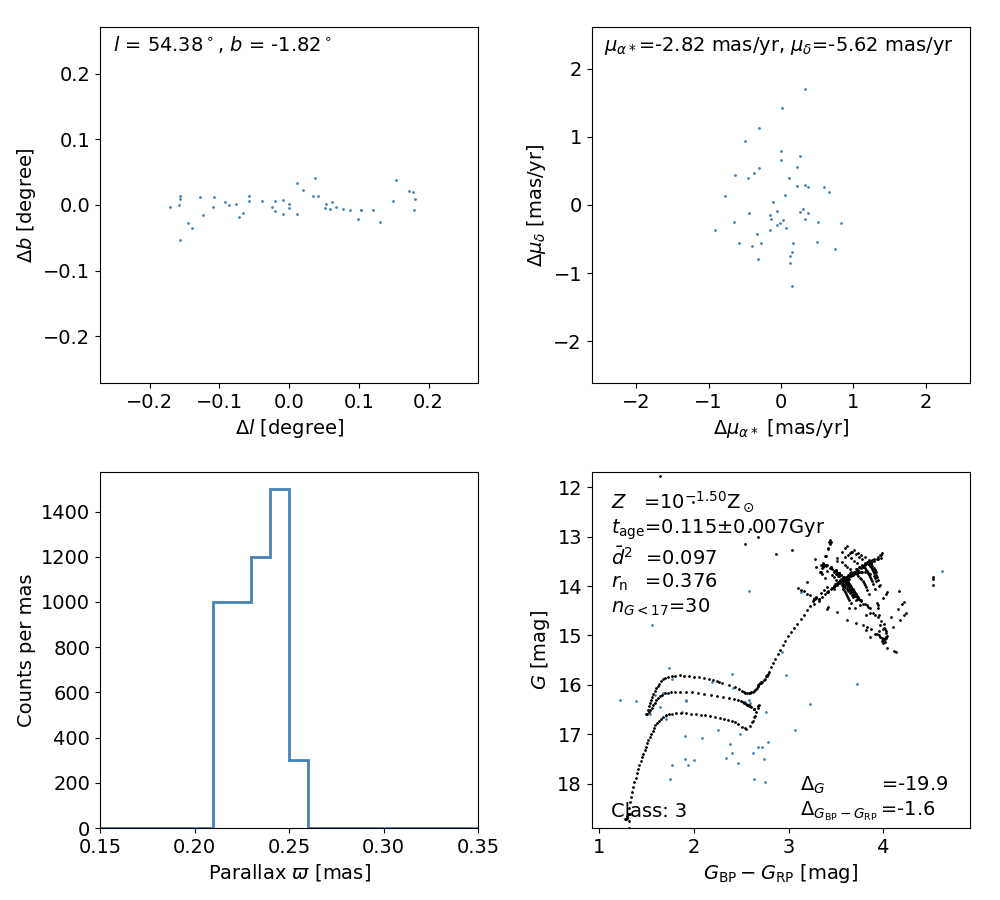 l = 54.38°, b = -1.82°
0.2
0.1
0.0
−0.1
−0.2
Δb [degree]
−0.2 −0.1 0.0 0.1 0.2
Δl [degree]
μα∗=-2.82 mas/yr, μδ=-5.62 mas/yr
2
1
0
−1
−2
Δμδ [mas/yr]
−2 −1 0 1 2
Δμα∗ [mas/yr]
1400
1200
1000
800
600
400
200
0
Counts per mas
0.15 0.20 0.25 0.30 0.35
Parallax ϖ [mas]
12
13
14
15
16
17
18
G [mag]
Z =10^−1.50 Z⊙
tage=0.115±0.007Gyr
d̄² =0.097
rn =0.376
nG<17=30
ΔG =-19.9
ΔGBP−GRP =-1.6
Class: 3
1 2 3 4
GBP − GRP [mag]